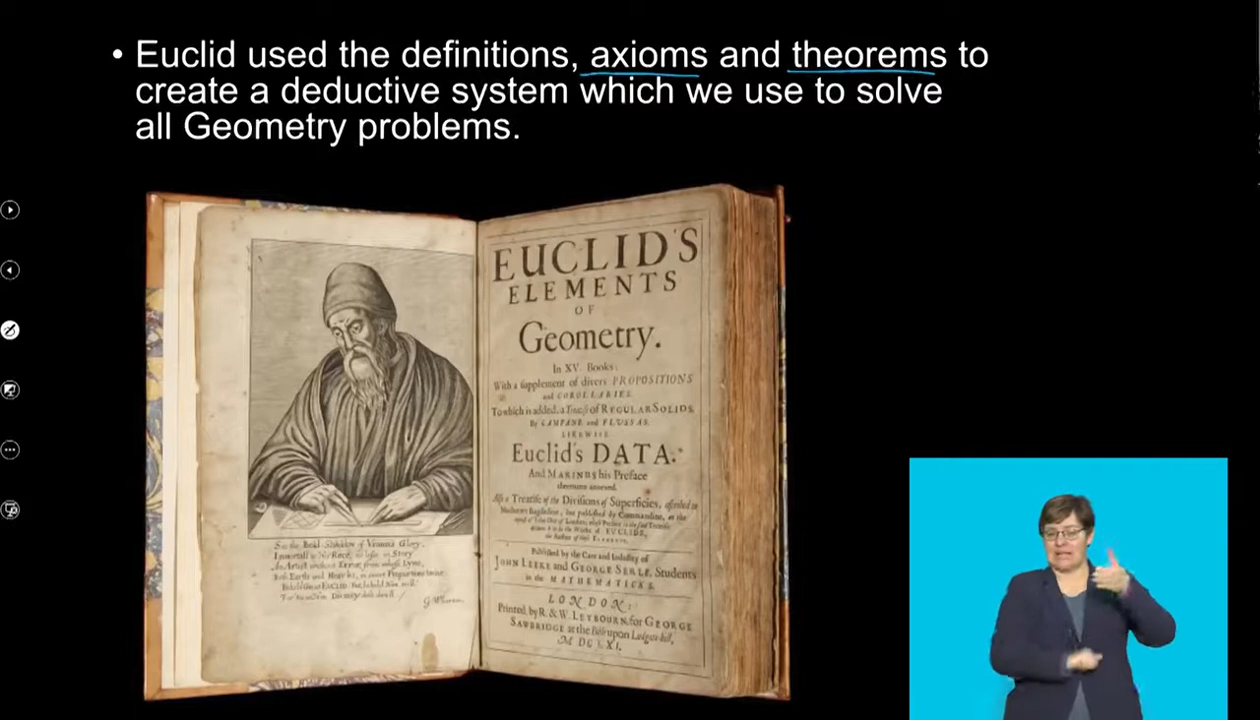 • Euclid used the definitions, axioms and theorems to
create a deductive system which we use to solve
all Geometry problems.
EUCLID'S
ELEMENTS
OF
Geometry.
In XV. Books:
With a supplement of divers PROPOSITIONS
and COROLLARIES.
To which is added, a Treatise of REGULAR SOLIDS,
By CAMPANE and FLUSSAS.
LIKEWISE
Euclid's DATA:
And MARINUS his Preface
thereunto annexed.
Also a Treatise of the Divisions of Superficies,
Published by the Care and Industry of
JOHN LEEKE and GEORGE SERLE, Students
in the MATHEMATICKS.
LONDON:
Printed by R. & W. LEYBOURN, for GEORGE
SAWBRIDGE at the Bible upon Ludgate-hill,
M DC LXI.